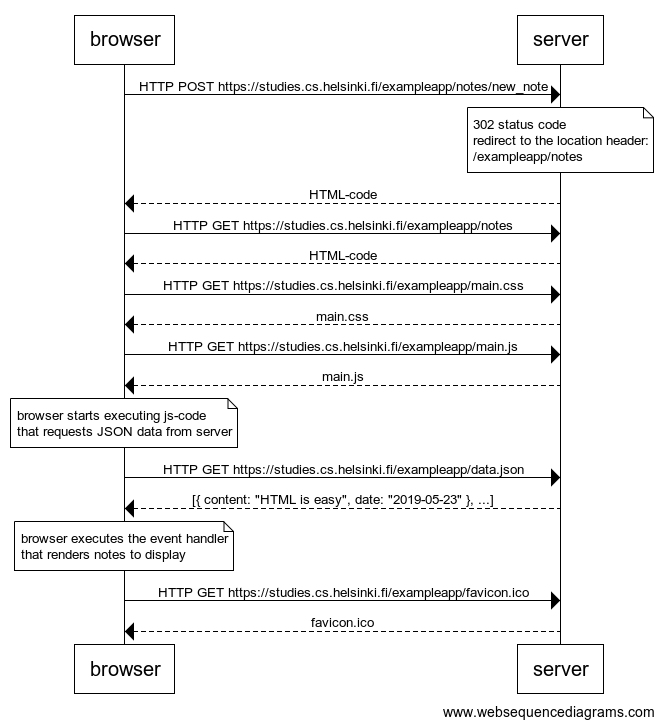 browser
server
HTTP POST https://studies.cs.helsinki.fi/exampleapp/notes/new_note
302 status code
redirect to the location header:
/exampleapp/notes
HTML-code
HTTP GET https://studies.cs.helsinki.fi/exampleapp/notes
HTML-code
HTTP GET https://studies.cs.helsinki.fi/exampleapp/main.css
main.css
HTTP GET https://studies.cs.helsinki.fi/exampleapp/main.js
main.js
browser starts executing js-code
that requests JSON data from server
HTTP GET https://studies.cs.helsinki.fi/exampleapp/data.json
[{ content: "HTML is easy", date: "2019-05-23" }, ...]
browser executes the event handler
that renders notes to display
HTTP GET https://studies.cs.helsinki.fi/exampleapp/favicon.ico
favicon.ico
browser
server
www.websequencediagrams.com